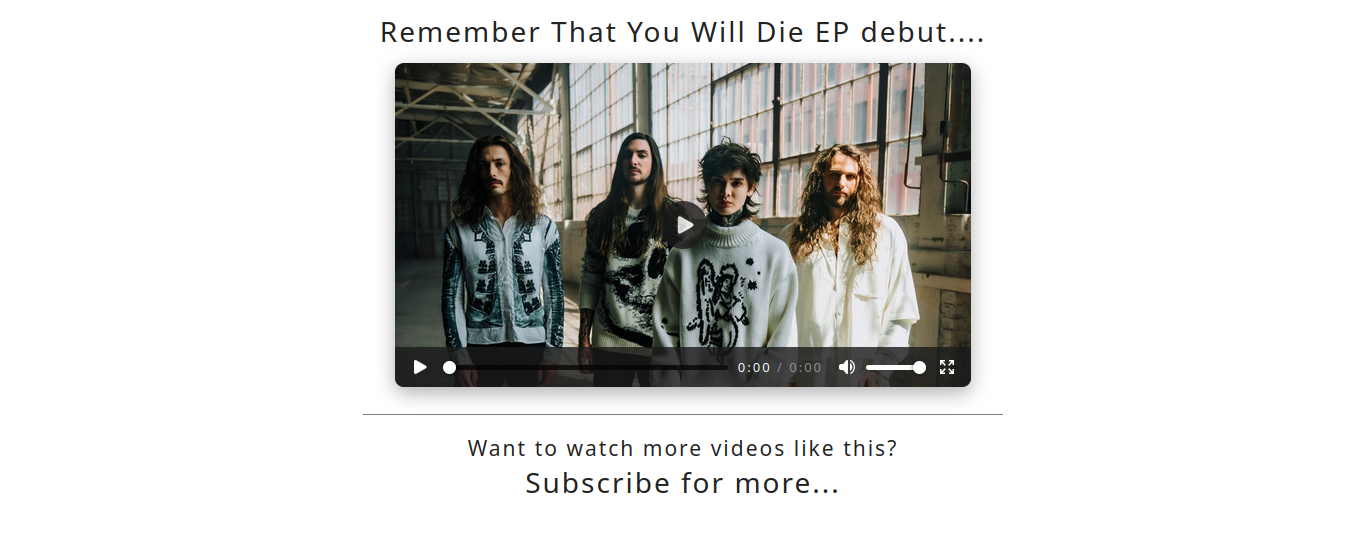 Remember That You Will Die EP debut....
0:00 / 0:00
Want to watch more videos like this?
Subscribe for more...